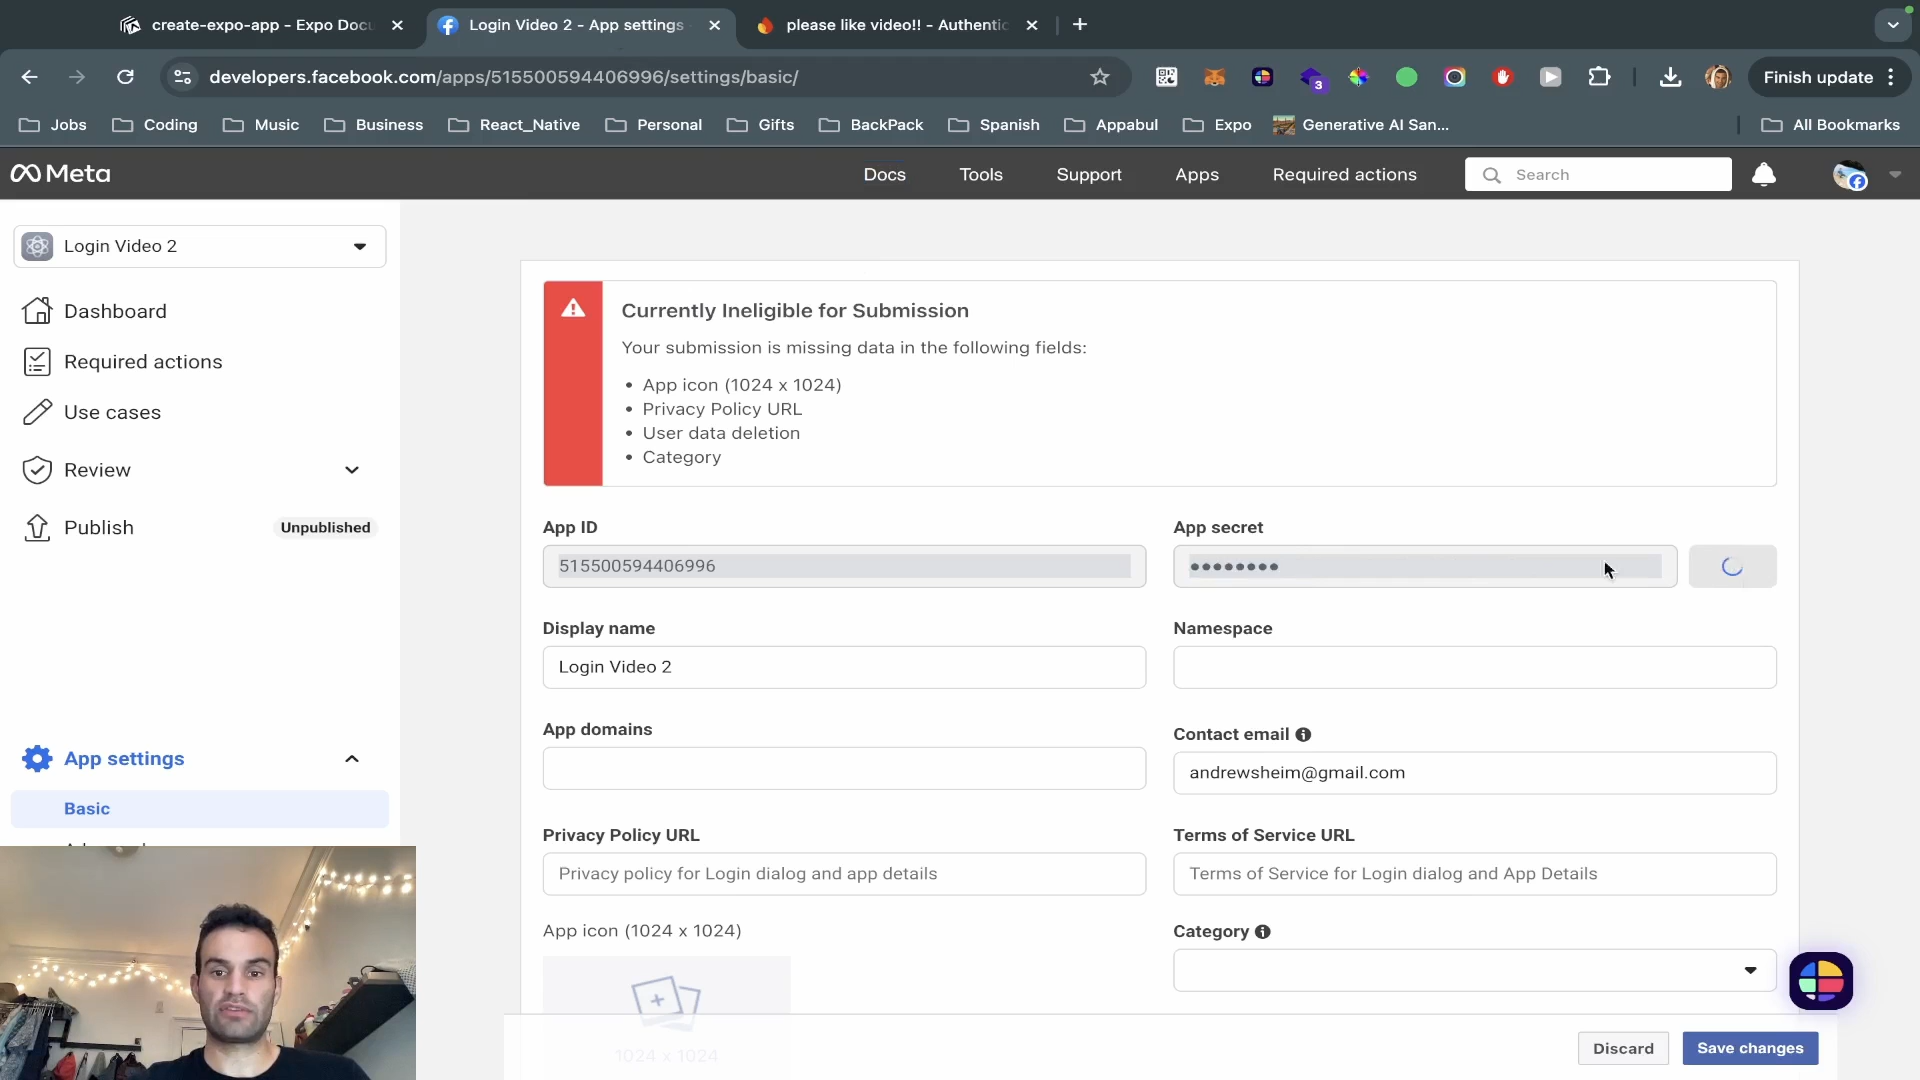 create-expo-app - Expo Docu
Login Video 2 - App settings
please like video!! - Authentic
developers.facebook.com/apps/515500594406996/settings/basic/
3
Finish update
Jobs
Coding
Music
Business
React_Native
Personal
Gifts
BackPack
Spanish
Appabul
Expo
Generative AI San...
All Bookmarks
Meta
Docs
Tools
Support
Apps
Required actions
Search
Login Video 2
Dashboard
Required actions
Use cases
Review
Publish
Unpublished
App settings
Basic
Currently Ineligible for Submission
Your submission is missing data in the following fields:
• App icon (1024 x 1024)
• Privacy Policy URL
• User data deletion
• Category
App ID
515500594406996
App secret
••••••••
Display name
Login Video 2
Namespace
App domains
Contact email
andrewsheim@gmail.com
Privacy Policy URL
Privacy policy for Login dialog and app details
Terms of Service URL
Terms of Service for Login dialog and App Details
App icon (1024 x 1024)
1024 x 1024
Category
Discard
Save changes